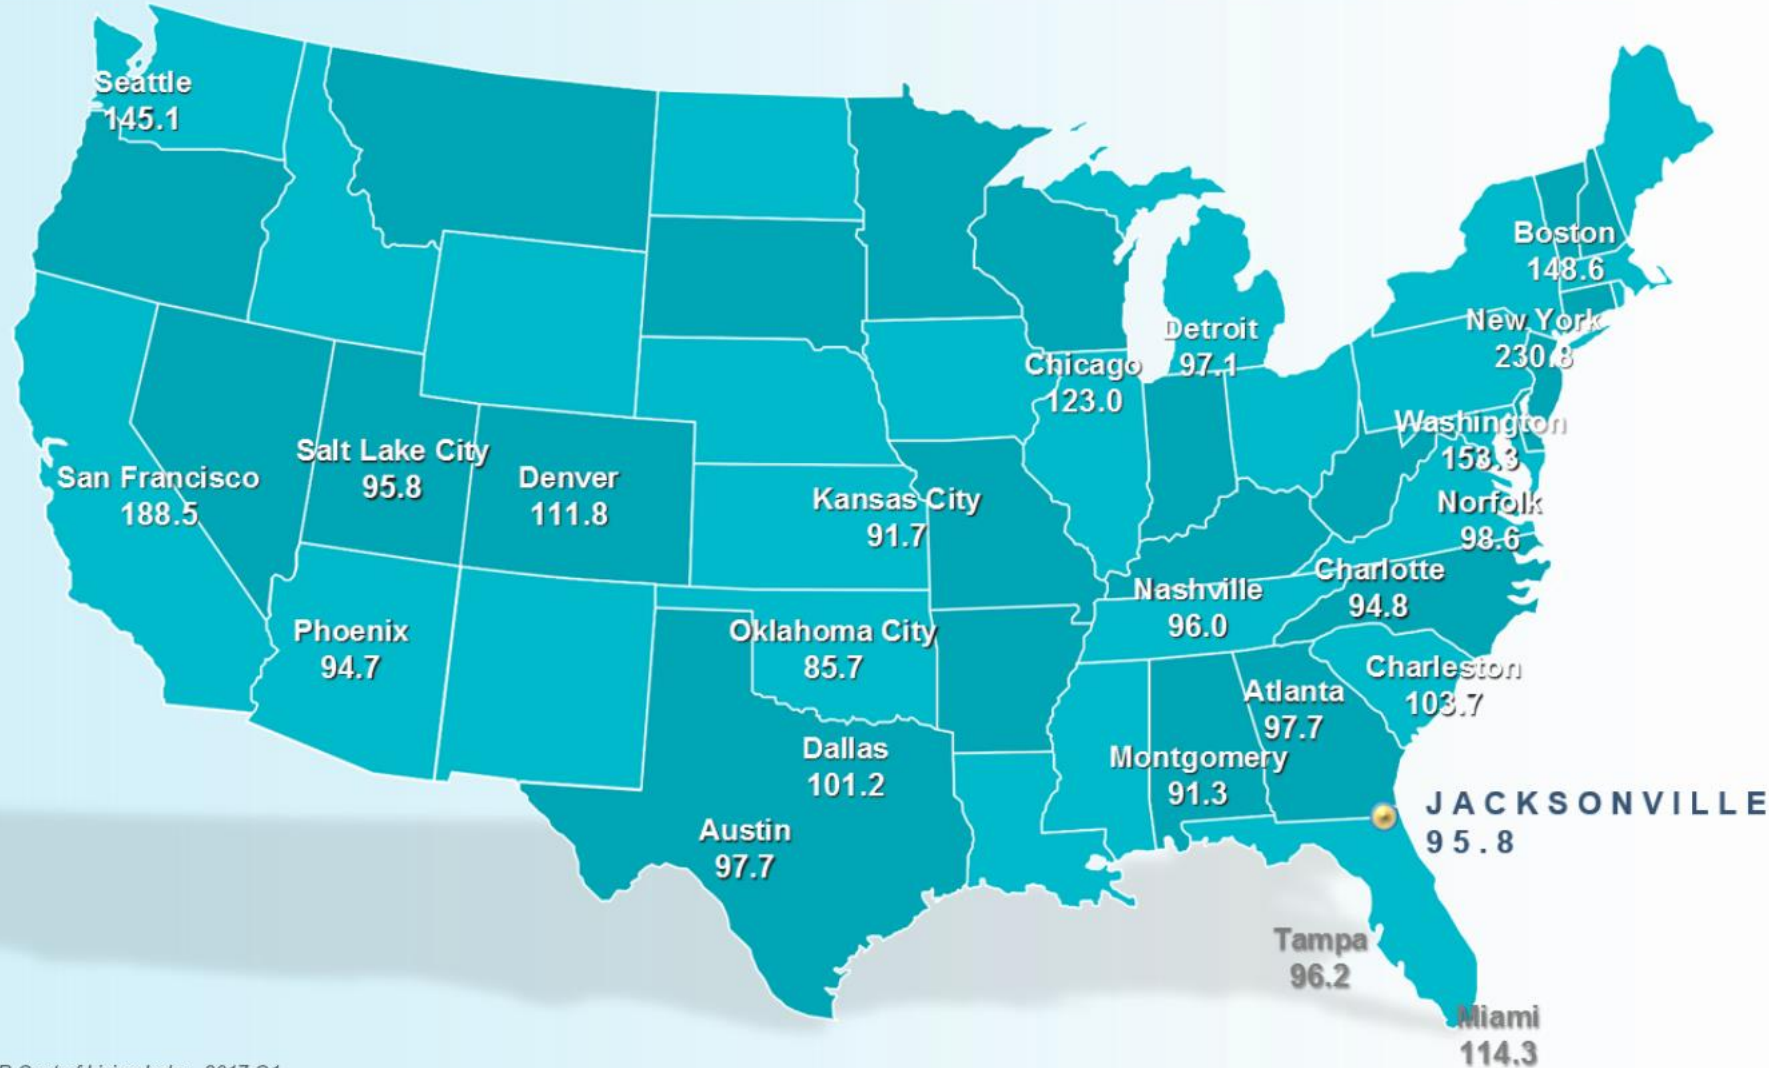 Seattle
145.1
Boston
148.6
New York
230.8
Detroit
97.1
Chicago
123.0
Washington
153.3
Salt Lake City
95.8
San Francisco
188.5
Denver
111.8
Kansas City
91.7
Norfolk
98.6
Charlotte
94.8
Nashville
96.0
Phoenix
94.7
Oklahoma City
85.7
Charleston
103.7
Atlanta
97.7
Dallas
101.2
Montgomery
91.3
JACKSONVILLE
95.8
Austin
97.7
Tampa
96.2
Miami
114.3